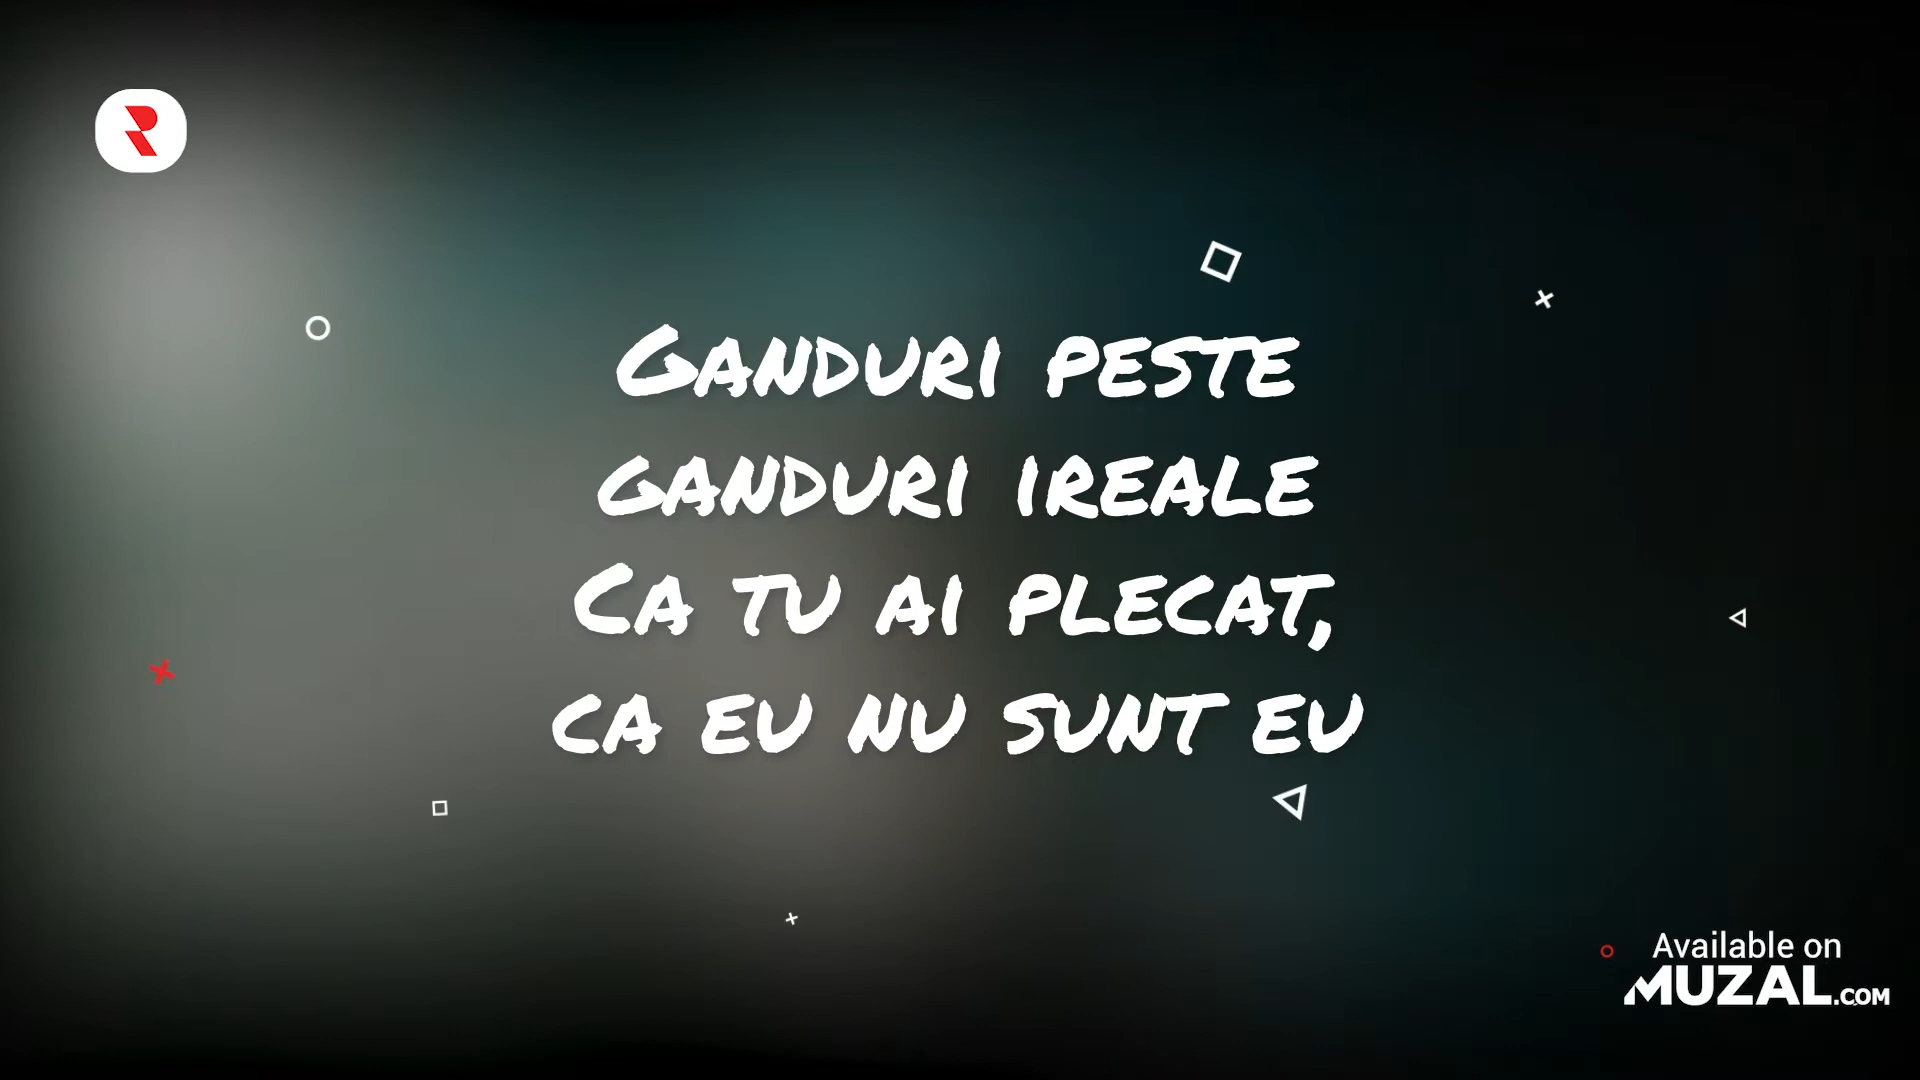 Ganduri peste
ganduri ireale
Ca tu ai plecat,
ca eu nu sunt eu
Available on
MUZAL.COM